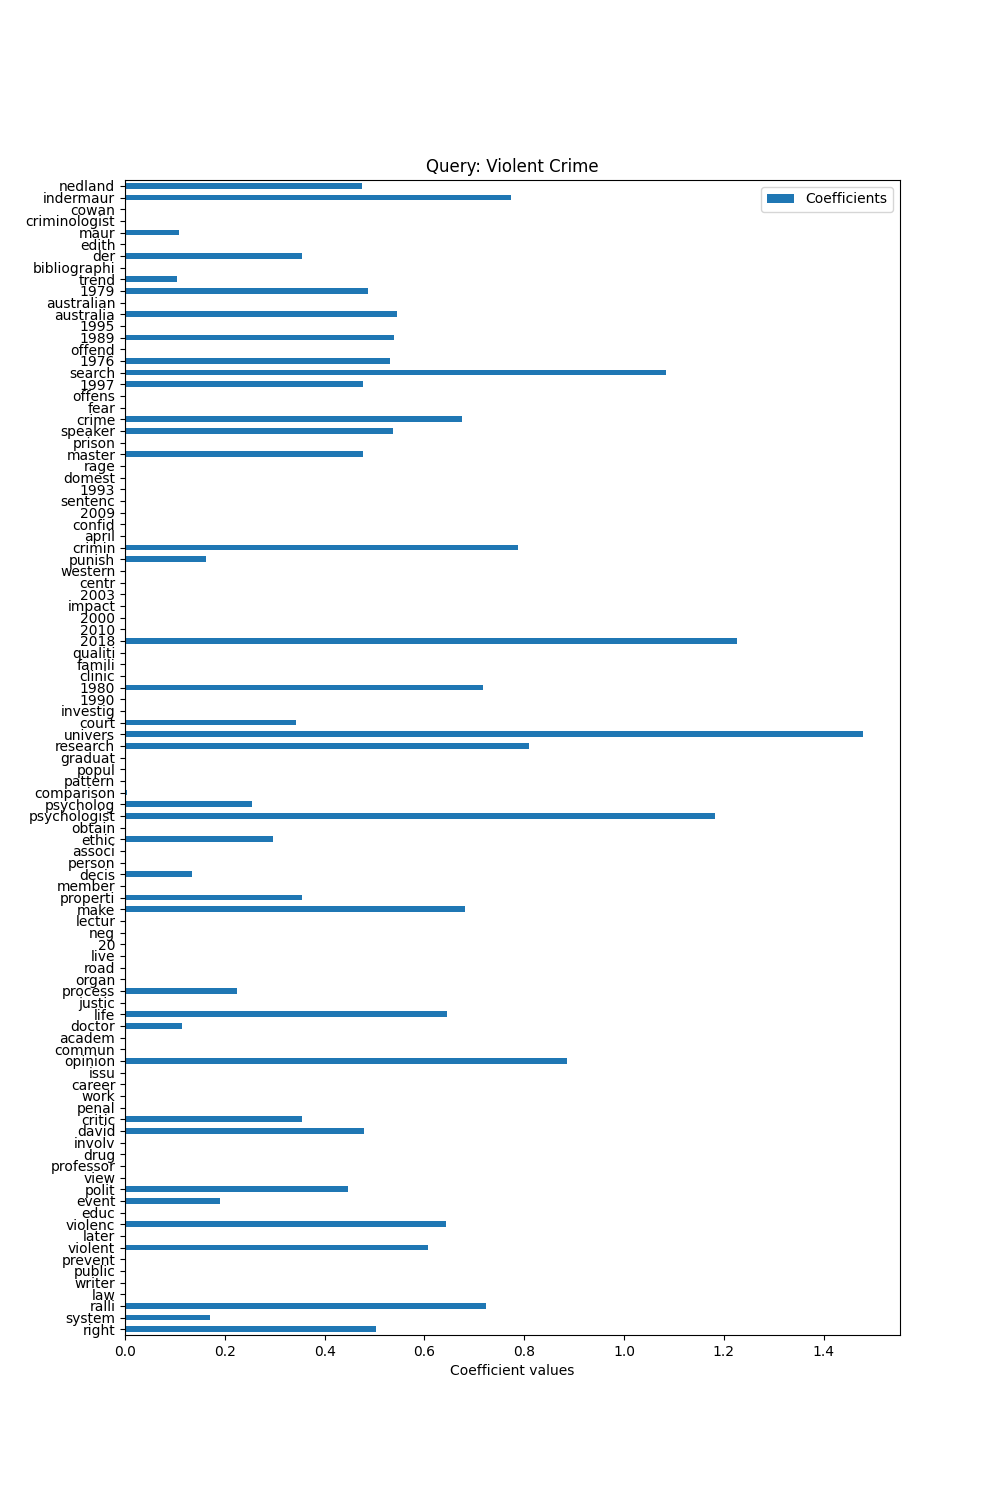 Query: Violent Crime
Coefficients
nedland
indermaur
cowan
criminologist
maur
edith
der
bibliographi
trend
1979
australian
australia
1995
1989
offend
1976
search
1997
offens
fear
crime
speaker
prison
master
rage
domest
1993
sentenc
2009
confid
april
crimin
punish
western
centr
2003
impact
2000
2010
2018
qualiti
famili
clinic
1980
1990
investig
court
univers
research
graduat
popul
pattern
comparison
psycholog
psychologist
obtain
ethic
associ
person
decis
member
properti
make
lectur
neg
20
live
road
organ
process
justic
life
doctor
academ
commun
opinion
issu
career
work
penal
critic
david
involv
drug
professor
view
polit
event
educ
violenc
later
violent
prevent
public
writer
law
ralli
system
right
0.0 0.2 0.4 0.6 0.8 1.0 1.2 1.4
Coefficient values